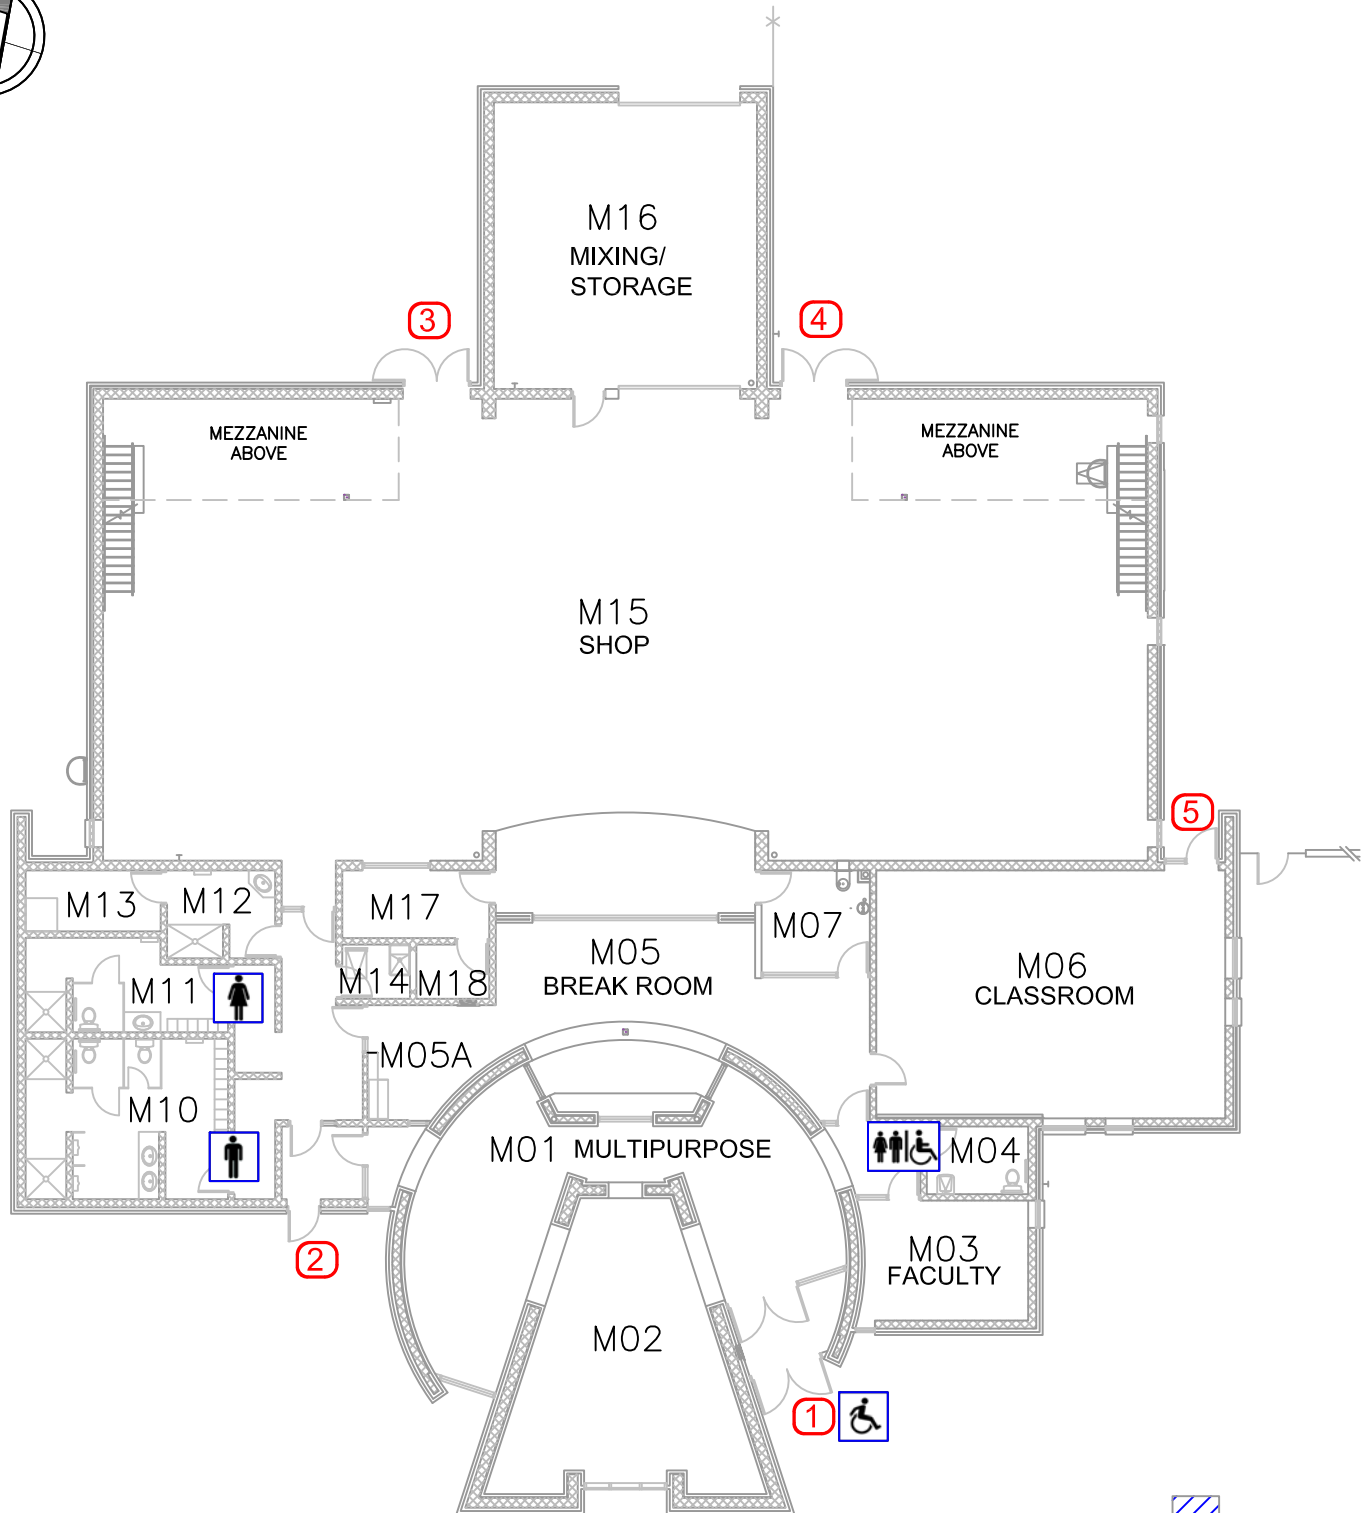 M16
MIXING/
STORAGE
3
4
MEZZANINE
ABOVE
MEZZANINE
ABOVE
M15
SHOP
5
M13
M12
M17
M07
M14
M18
M05
BREAK ROOM
M06
CLASSROOM
M11
M05A
M10
M01 MULTIPURPOSE
M04
M03
FACULTY
2
M02
1